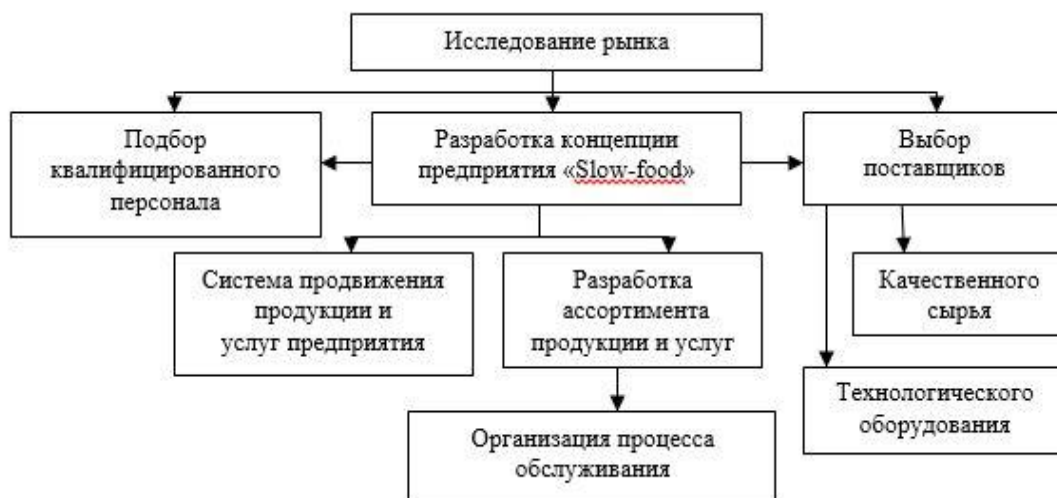 Исследование рынка
Подбор
квалифицированного
персонала
Разработка концепции
предприятия «Slow-food»
Выбор
поставщиков
Система продвижения
продукции и
услуг предприятия
Разработка
ассортимента
продукции и услуг
Качественного
сырья
Технологического
оборудования
Организация процесса
обслуживания